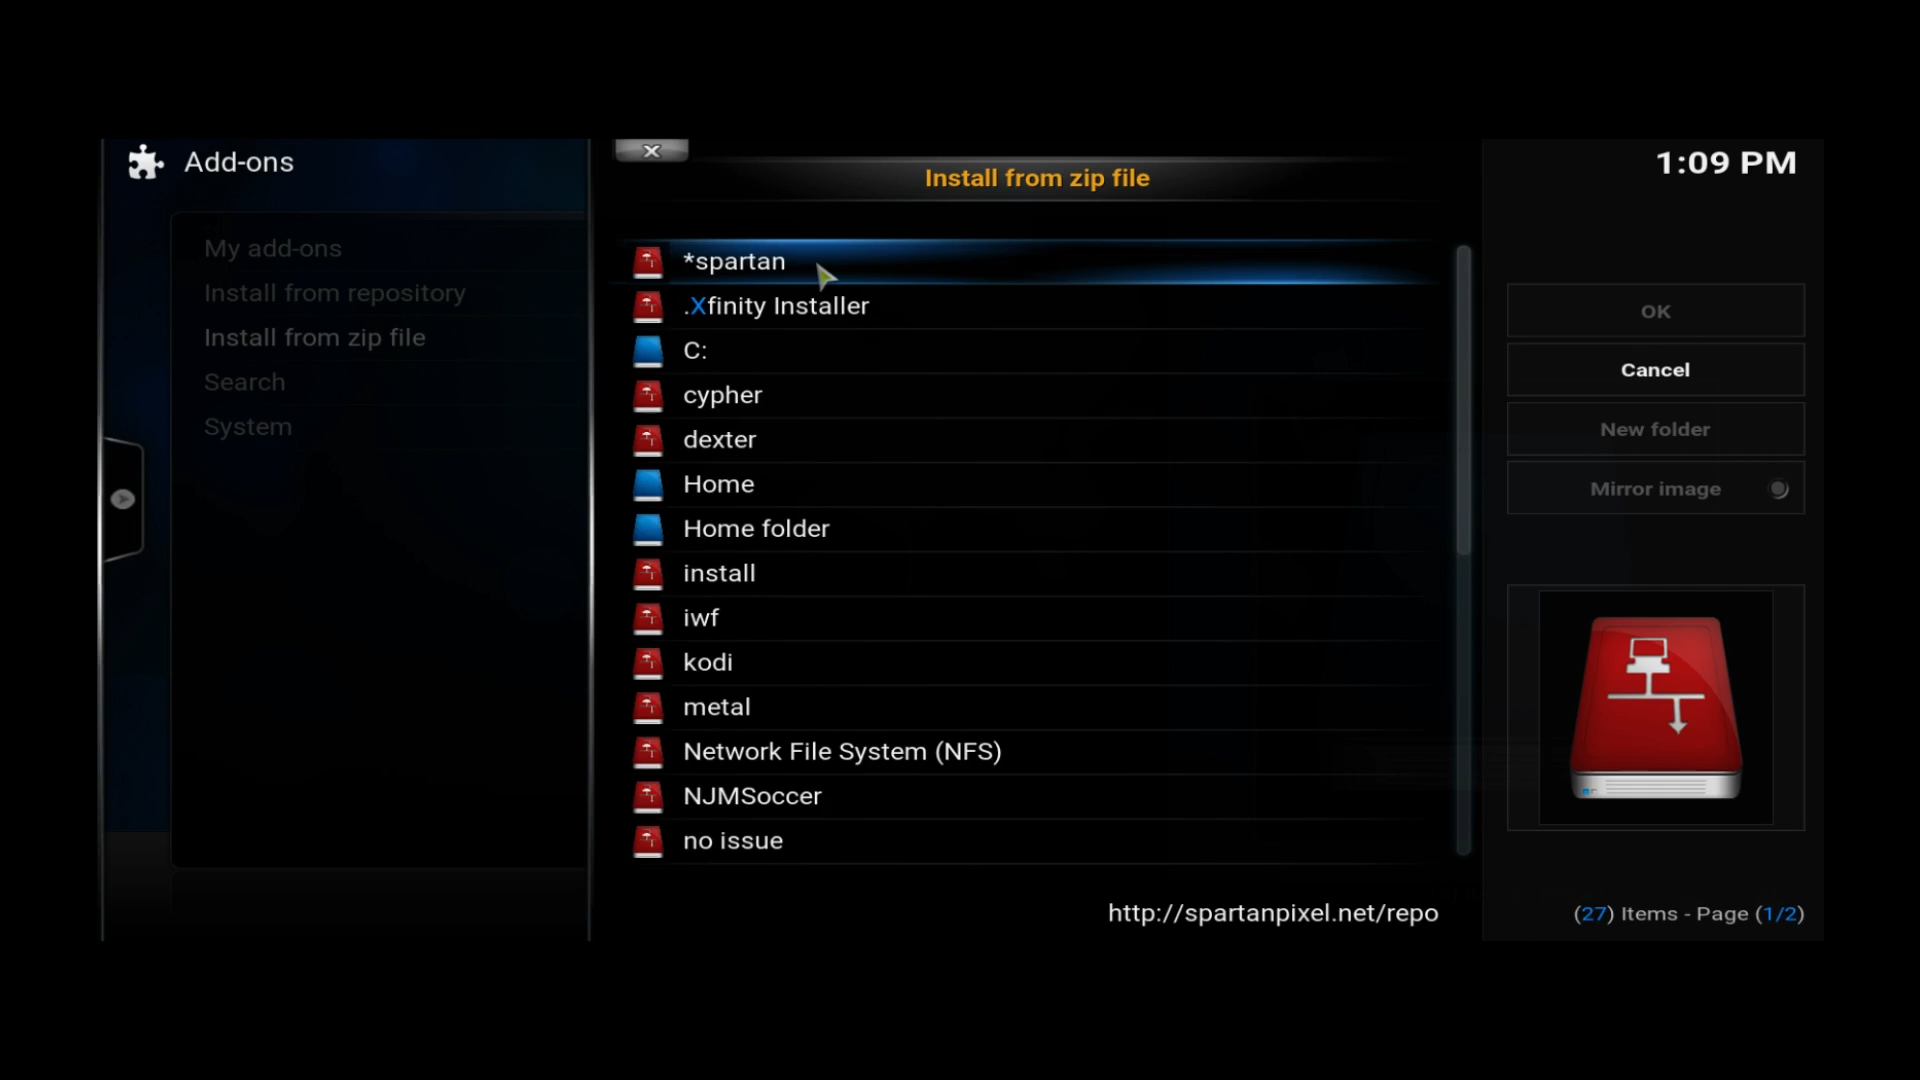 Add-ons
My add-ons
Install from repository
Install from zip file
Search
System
Install from zip file
*spartan
.Xfinity Installer
C:
cypher
dexter
Home
Home folder
install
iwf
kodi
metal
Network File System (NFS)
NJMSoccer
no issue
http://spartanpixel.net/repo
1:09 PM
OK
Cancel
New folder
Mirror image
(27) Items - Page (1/2)